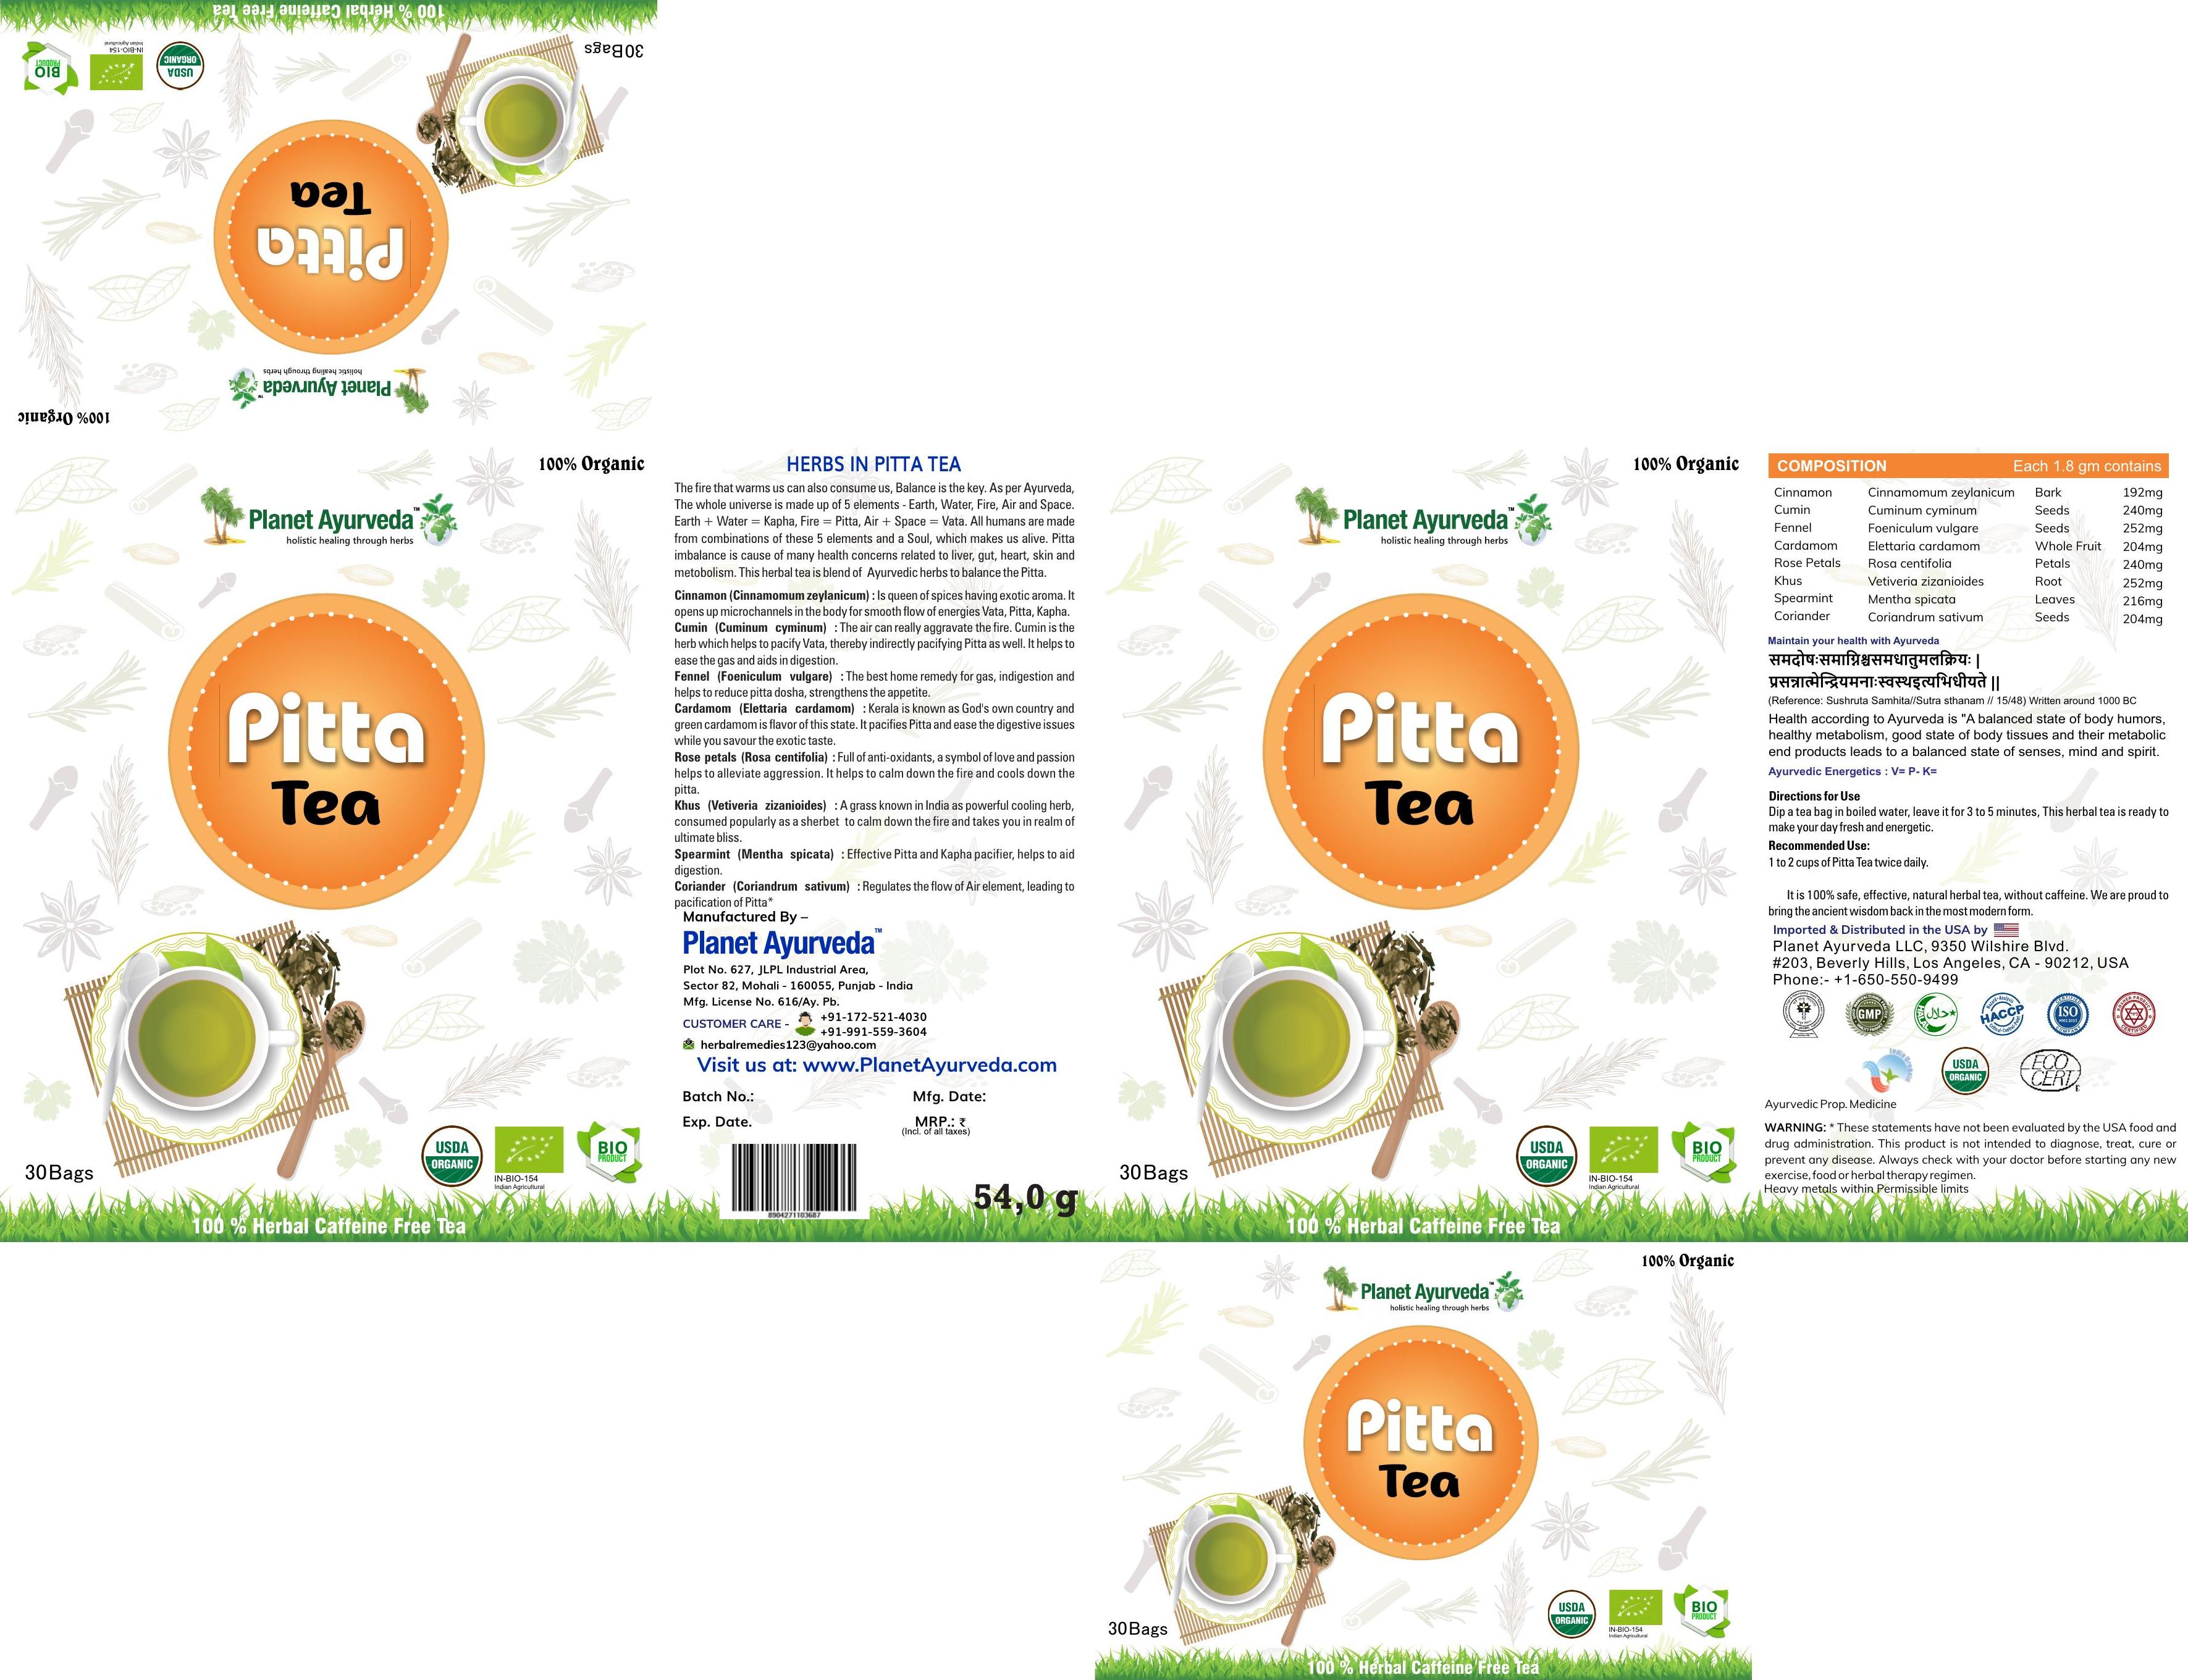 100 % Herbal Caffeine Free Tea
30Bags
USDA
ORGANIC
IN-BIO-154
Indian Agricultural
BIO
PRODUCT
Pitta
Tea
Planet Ayurveda™
holistic healing through herbs
100% Organic
100% Organic
Planet Ayurveda™
holistic healing through herbs
Pitta
Tea
30Bags
USDA
ORGANIC
IN-BIO-154
Indian Agricultural
BIO
PRODUCT
100 % Herbal Caffeine Free Tea
HERBS IN PITTA TEA
The fire that warms us can also consume us, Balance is the key. As per Ayurveda,
The whole universe is made up of 5 elements - Earth, Water, Fire, Air and Space.
Earth + Water = Kapha, Fire = Pitta, Air + Space = Vata. All humans are made
from combinations of these 5 elements and a Soul, which makes us alive. Pitta
imbalance is cause of many health concerns related to liver, gut, heart, skin and
metobolism. This herbal tea is blend of Ayurvedic herbs to balance the Pitta.
Cinnamon (Cinnamomum zeylanicum) : Is queen of spices having exotic aroma. It
opens up microchannels in the body for smooth flow of energies Vata, Pitta, Kapha.
Cumin (Cuminum cyminum) : The air can really aggravate the fire. Cumin is the
herb which helps to pacify Vata, thereby indirectly pacifying Pitta as well. It helps to
ease the gas and aids in digestion.
Fennel (Foeniculum vulgare) : The best home remedy for gas, indigestion and
helps to reduce pitta dosha, strengthens the appetite.
Cardamom (Elettaria cardamom) : Kerala is known as God's own country and
green cardamom is flavor of this state. It pacifies Pitta and ease the digestive issues
while you savour the exotic taste.
Rose petals (Rosa centifolia) : Full of anti-oxidants, a symbol of love and passion
helps to alleviate aggression. It helps to calm down the fire and cools down the
pitta.
Khus (Vetiveria zizanioides) : A grass known in India as powerful cooling herb,
consumed popularly as a sherbet to calm down the fire and takes you in realm of
ultimate bliss.
Spearmint (Mentha spicata) : Effective Pitta and Kapha pacifier, helps to aid
digestion.
Coriander (Coriandrum sativum) : Regulates the flow of Air element, leading to
pacification of Pitta*
Manufactured By –
Planet Ayurveda™
Plot No. 627, JLPL Industrial Area,
Sector 82, Mohali - 160055, Punjab - India
Mfg. License No. 616/Ay. Pb.
CUSTOMER CARE - +91-172-521-4030
+91-991-559-3604
herbalremedies123@yahoo.com
Visit us at: www.PlanetAyurveda.com
Batch No.: Mfg. Date:
Exp. Date. MRP.: ₹
(Incl. of all taxes)
8904271103687
54,0 g
100% Organic
Planet Ayurveda™
holistic healing through herbs
Pitta
Tea
30Bags
USDA
ORGANIC
IN-BIO-154
Indian Agricultural
BIO
PRODUCT
100 % Herbal Caffeine Free Tea
COMPOSITION Each 1.8 gm contains
Cinnamon Cinnamomum zeylanicum Bark 192mg
Cumin Cuminum cyminum Seeds 240mg
Fennel Foeniculum vulgare Seeds 252mg
Cardamom Elettaria cardamom Whole Fruit 204mg
Rose Petals Rosa centifolia Petals 240mg
Khus Vetiveria zizanioides Root 252mg
Spearmint Mentha spicata Leaves 216mg
Coriander Coriandrum sativum Seeds 204mg
Maintain your health with Ayurveda
समदोषःसमाग्निश्चसमधातुमलक्रियः |
प्रसन्नात्मेन्द्रियमनाःस्वस्थइत्यभिधीयते ||
(Reference: Sushruta Samhita//Sutra sthanam // 15/48) Written around 1000 BC
Health according to Ayurveda is "A balanced state of body humors,
healthy metabolism, good state of body tissues and their metabolic
end products leads to a balanced state of senses, mind and spirit.
Ayurvedic Energetics : V= P- K=
Directions for Use
Dip a tea bag in boiled water, leave it for 3 to 5 minutes, This herbal tea is ready to
make your day fresh and energetic.
Recommended Use:
1 to 2 cups of Pitta Tea twice daily.
It is 100% safe, effective, natural herbal tea, without caffeine. We are proud to
bring the ancient wisdom back in the most modern form.
Imported & Distributed in the USA by
Planet Ayurveda LLC, 9350 Wilshire Blvd.
#203, Beverly Hills, Los Angeles, CA - 90212, USA
Phone:- +1-650-550-9499
GMP
حلال
HACCP
ISO
CERTIFIED
USDA
ORGANIC
ECO
CERT
Ayurvedic Prop. Medicine
WARNING: * These statements have not been evaluated by the USA food and
drug administration. This product is not intended to diagnose, treat, cure or
prevent any disease. Always check with your doctor before starting any new
exercise, food or herbal therapy regimen.
Heavy metals within Permissible limits
100% Organic
Planet Ayurveda™
holistic healing through herbs
Pitta
Tea
30Bags
USDA
ORGANIC
IN-BIO-154
Indian Agricultural
BIO
PRODUCT
100 % Herbal Caffeine Free Tea